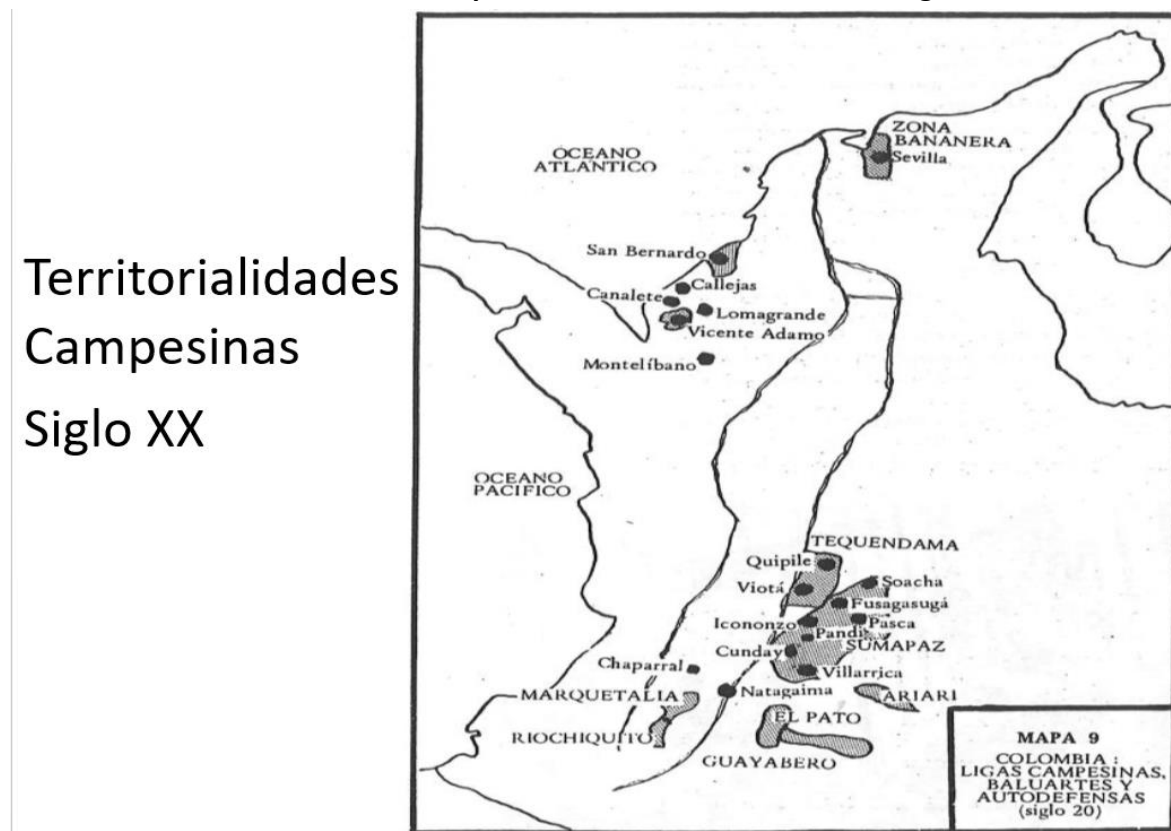 Territorialidades
Campesinas
Siglo XX
ZONA
BANANERA
Sevilla
OCEANO
ATLÁNTICO
San Bernardo
Callejas
Canalete
Lomagrande
Vicente Adamo
Montelíbano
OCEANO
PACIFICO
TEQUENDAMA
Quipile
Viotá
Soacha
Fusagasugá
Icononzo
Pasca
Pandi
SUMAPAZ
Cunday
Villarrica
Chaparral
MARQUETALIA
Natagaima
ARIARI
EL PATO
RIOCHIQUITO
GUAYABERO
MAPA 9
COLOMBIA :
LIGAS CAMPESINAS,
BALUARTES Y
AUTODEFENSAS
(siglo 20)